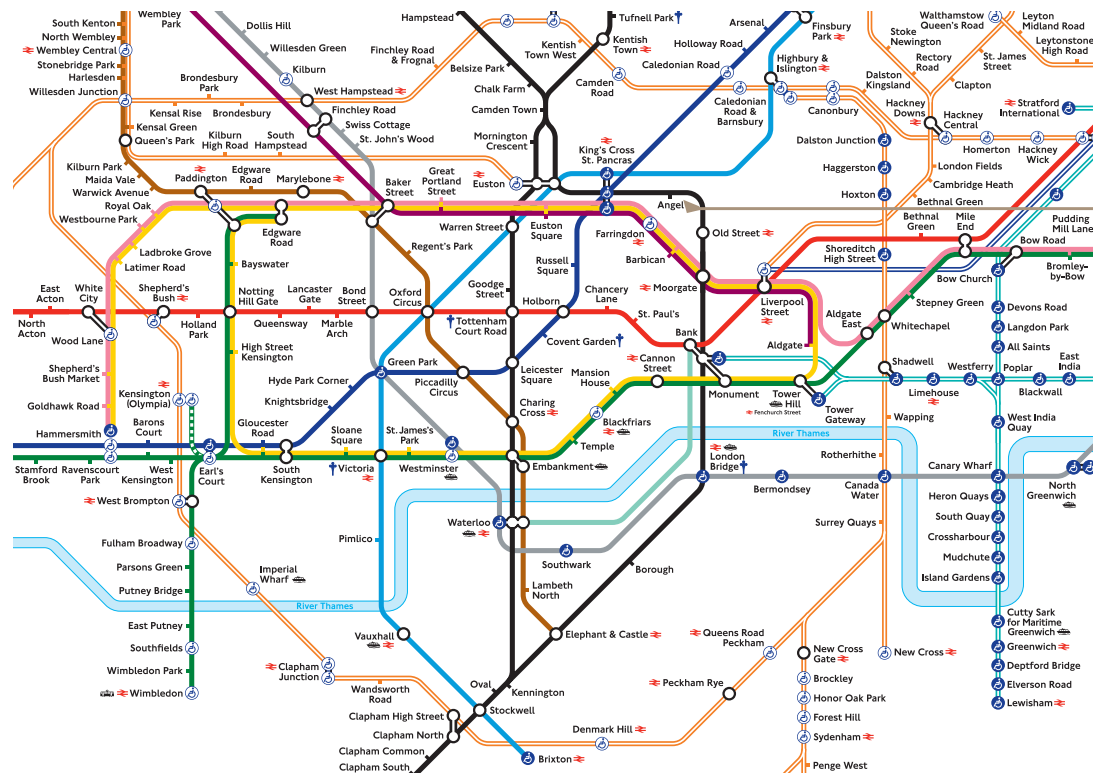 South Kenton
North Wembley
Wembley Central
Stonebridge Park
Harlesden
Willesden Junction
Kensal Rise
Brondesbury
Park
Brondesbury
Kensal Green
Queen's Park
Kilburn Park
Maida Vale
Warwick Avenue
Royal Oak
Westbourne Park
Ladbroke Grove
Latimer Road
Wembley
Park
Dollis Hill
Willesden Green
Kilburn
West Hampstead
Finchley Road
Swiss Cottage
St. John's Wood
Finchley Road
& Frognal
Kilburn
High Road
South
Hampstead
Paddington
Edgware
Road
Marylebone
Edgware
Road
Baker
Street
Great
Portland
Street
Hampstead
Belsize Park
Chalk Farm
Camden Town
Mornington
Crescent
Euston
Tufnell Park
Kentish
Town
Kentish
Town West
Camden
Road
King's Cross
St. Pancras
Euston
Square
Warren Street
Regent's Park
Arsenal
Holloway Road
Caledonian Road
Finsbury
Park
Highbury &
Islington
Caledonian
Road &
Barnsbury
Canonbury
Dalston
Kingsland
Stoke
Newington
Rectory
Road
Walthamstow
Queen's Road
Leyton
Midland Road
Leytonstone
High Road
St. James
Street
Clapton
Hackney
Downs
Hackney
Central
Homerton
Hackney
Wick
Stratford
International
Dalston Junction
Haggerston
Hoxton
London Fields
Cambridge Heath
Bethnal Green
Angel
Old Street
Farringdon
Barbican
Moorgate
Liverpool
Street
Shoreditch
High Street
Bethnal
Green
Mile
End
Bow Road
Pudding
Mill Lane
Bromley-
by-Bow
Bow Church
Stepney Green
Whitechapel
Aldgate
East
Aldgate
East
Acton
North
Acton
White
City
Wood Lane
Shepherd's
Bush
Holland
Park
Shepherd's
Bush Market
Goldhawk Road
Hammersmith
Kensington
(Olympia)
Bayswater
Notting
Hill Gate
High Street
Kensington
Lancaster
Gate
Queensway
Marble
Arch
Bond
Street
Oxford
Circus
Goodse
Street
Russell
Square
Holborn
Tottenham
Court Road
Chancery
Lane
St. Paul's
Covent Garden
Leicester
Square
Green Park
Piccadilly
Circus
Hyde Park Corner
Knightsbridge
Charing
Cross
Bank
Cannon
Street
Mansion
House
Monument
Tower
Hill
Fenchurch Street
Tower
Gateway
Shadwell
Limehouse
Westferry
Poplar
East
India
Blackwall
Devons Road
Langdon Park
All Saints
West India
Quay
Wapping
Rotherhithe
Canada
Water
Surrey Quays
Canary Wharf
Heron Quays
South Quay
Crossharbour
Mudchute
Island Gardens
North
Greenwich
Cutty Sark
for Maritime
Greenwich
Greenwich
Deptford Bridge
Elverson Road
Lewisham
Stamford
Brook
Ravenscourt
Park
Barons
Court
West
Kensington
Earl's
Court
Gloucester
Road
South
Kensington
Sloane
Square
Victoria
St. James's
Park
Westminster
Embankment
Temple
Blackfriars
River Thames
London
Bridge
Bermondsey
Waterloo
Southwark
Borough
Lambeth
North
Elephant & Castle
Pimlico
Vauxhall
River Thames
West Brompton
Fulham Broadway
Parsons Green
Putney Bridge
East Putney
Southfields
Wimbledon Park
Wimbledon
Imperial
Wharf
Clapham
Junction
Wandsworth
Road
Clapham High Street
Clapham North
Clapham Common
Clapham South
Oval
Kennington
Stockwell
Brixton
Denmark Hill
Peckham Rye
Queens Road
Peckham
New Cross
Gate
New Cross
Brockley
Honor Oak Park
Forest Hill
Sydenham
Penge West